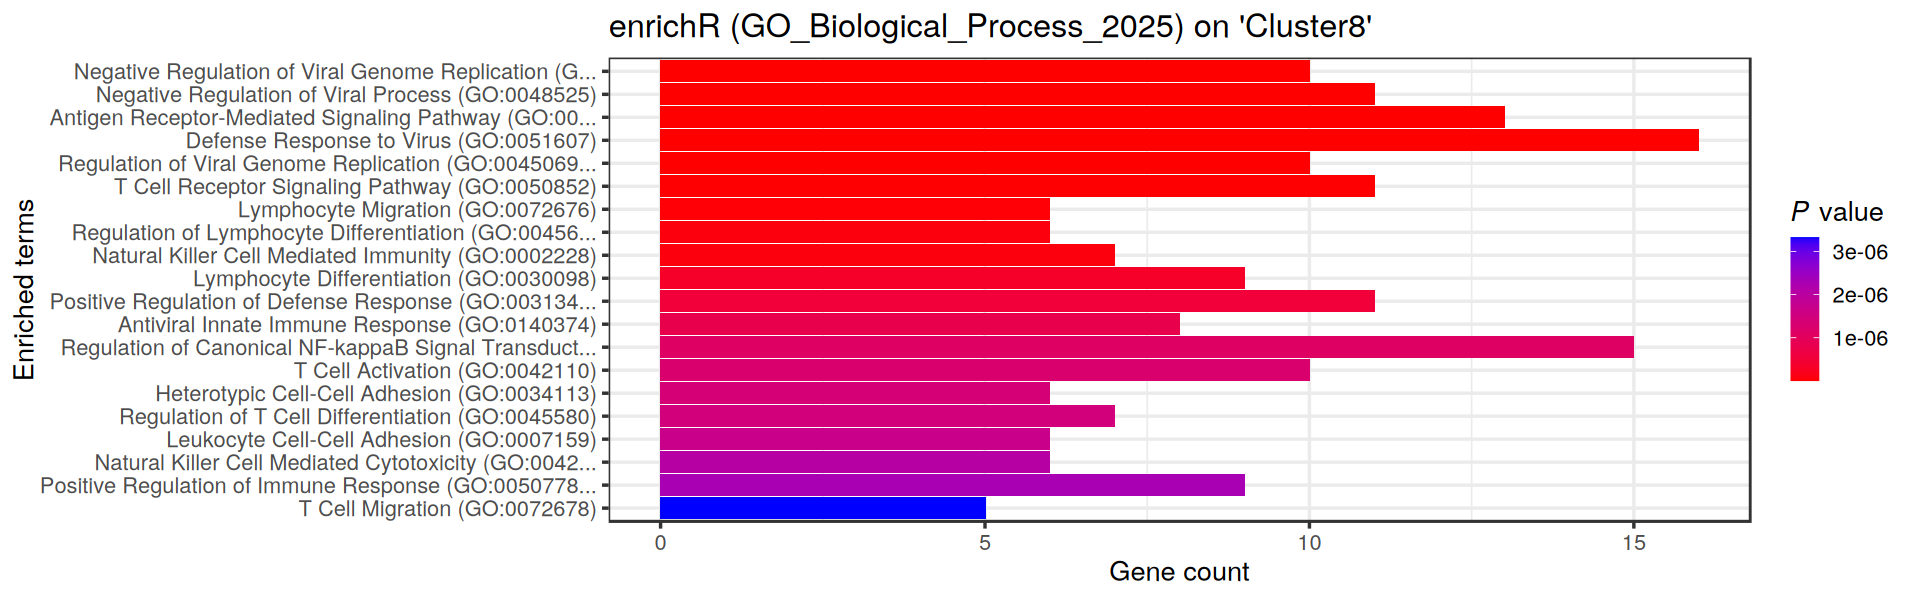 enrichR (GO_Biological_Process_2025) on 'Cluster8'
Enriched terms
Negative Regulation of Viral Genome Replication (G...
Negative Regulation of Viral Process (GO:0048525)
Antigen Receptor-Mediated Signaling Pathway (GO:00...
Defense Response to Virus (GO:0051607)
Regulation of Viral Genome Replication (GO:0045069...
T Cell Receptor Signaling Pathway (GO:0050852)
Lymphocyte Migration (GO:0072676)
Regulation of Lymphocyte Differentiation (GO:00456...
Natural Killer Cell Mediated Immunity (GO:0002228)
Lymphocyte Differentiation (GO:0030098)
Positive Regulation of Defense Response (GO:003134...
Antiviral Innate Immune Response (GO:0140374)
Regulation of Canonical NF-kappaB Signal Transduct...
T Cell Activation (GO:0042110)
Heterotypic Cell-Cell Adhesion (GO:0034113)
Regulation of T Cell Differentiation (GO:0045580)
Leukocyte Cell-Cell Adhesion (GO:0007159)
Natural Killer Cell Mediated Cytotoxicity (GO:0042...
Positive Regulation of Immune Response (GO:0050778...
T Cell Migration (GO:0072678)
0 5 10 15
Gene count
P value
3e-06
2e-06
1e-06